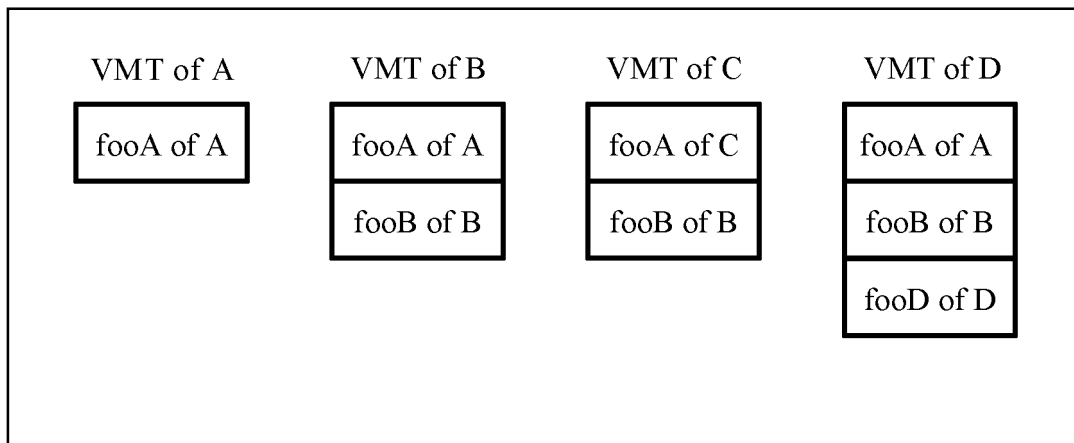 VMT of A
VMT of B
VMT of C
VMT of D
fooA of A
fooA of A
fooA of C
fooA of A
fooB of B
fooB of B
fooB of B
fooD of D